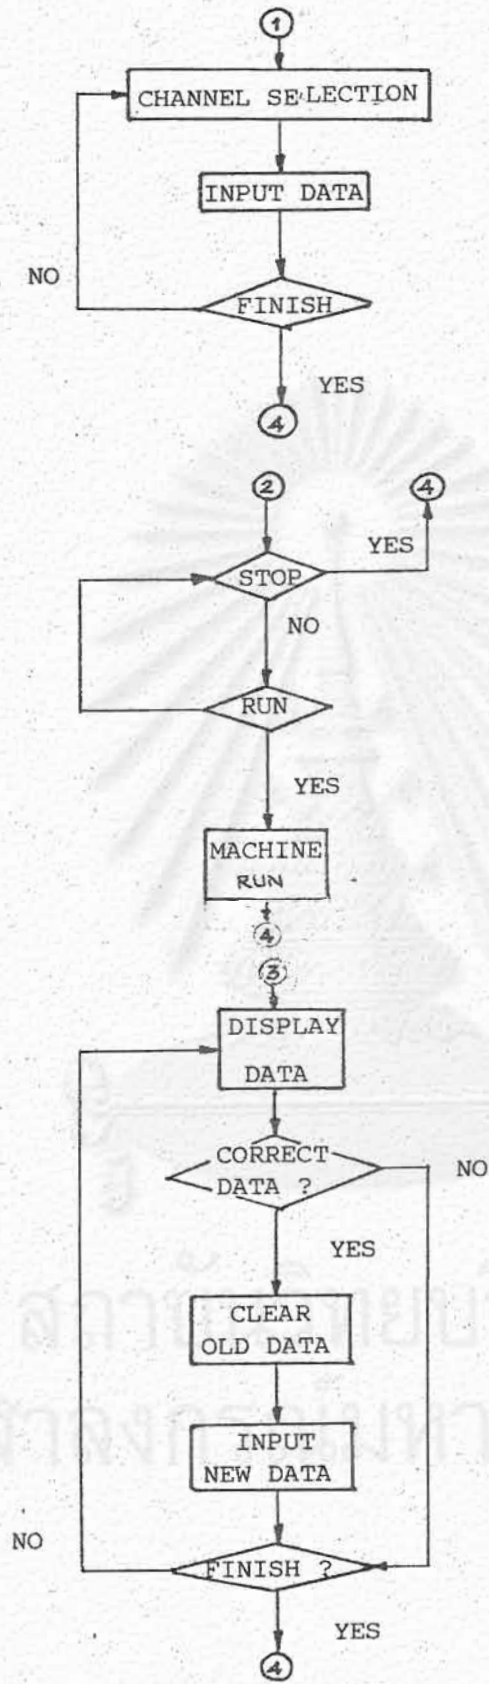 1
CHANNEL SELECTION
INPUT DATA
NO
FINISH
YES
4
2
4
YES
STOP
NO
RUN
YES
MACHINE
RUN
4
3
DISPLAY
DATA
CORRECT
DATA ?
NO
YES
CLEAR
OLD DATA
INPUT
NEW DATA
NO
FINISH ?
YES
4